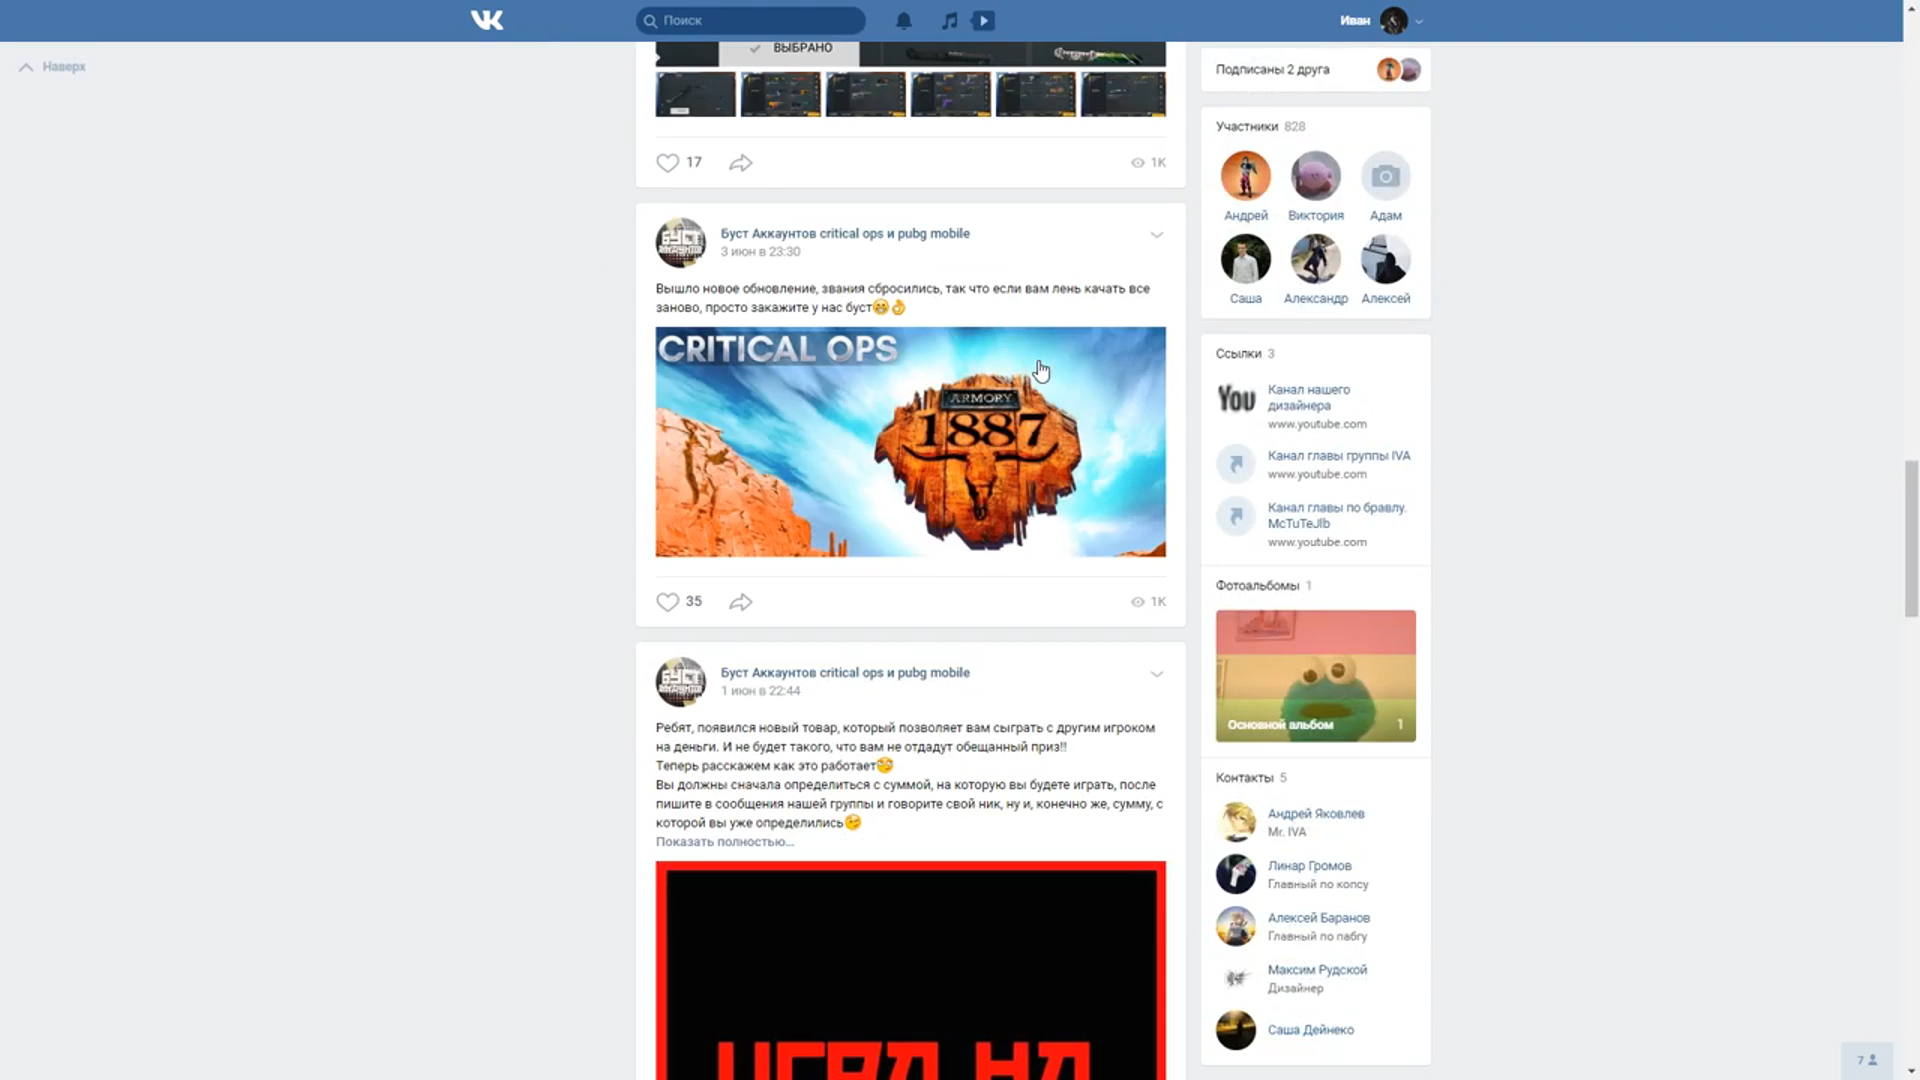 Поиск
Иван
Наверх
ВЫБРАНО
17
1K
БУСТ
АККАУНТОВ
Буст Аккаунтов critical ops и pubg mobile
3 июн в 23:30
Вышло новое обновление, звания сбросились, так что если вам лень качать все
заново, просто закажите у нас буст😁👌
CRITICAL OPS
ARMORY
1887
35
1K
БУСТ
АККАУНТОВ
Буст Аккаунтов critical ops и pubg mobile
1 июн в 22:44
Ребят, появился новый товар, который позволяет вам сыграть с другим игроком
на деньги. И не будет такого, что вам не отдадут обещанный приз!!
Теперь расскажем как это работает🧐
Вы должны сначала определиться с суммой, на которую вы будете играть, после
пишите в сообщения нашей группы и говорите свой ник, ну и, конечно же, сумму, с
которой вы уже определились😏
Показать полностью...
ИГРА НА
Подписаны 2 друга
Участники 828
Андрей Виктория Адам
Саша Александр Алексей
Ссылки 3
You
Канал нашего
дизайнера
www.youtube.com
Канал главы группы IVA
www.youtube.com
Канал главы по бравлу.
McTuTeJlb
www.youtube.com
Фотоальбомы 1
Основной альбом 1
Контакты 5
Андрей Яковлев
Mr. IVA
Линар Громов
Главный по копсу
Алексей Баранов
Главный по пабгу
Максим Рудской
Дизайнер
Саша Дейнеко
7